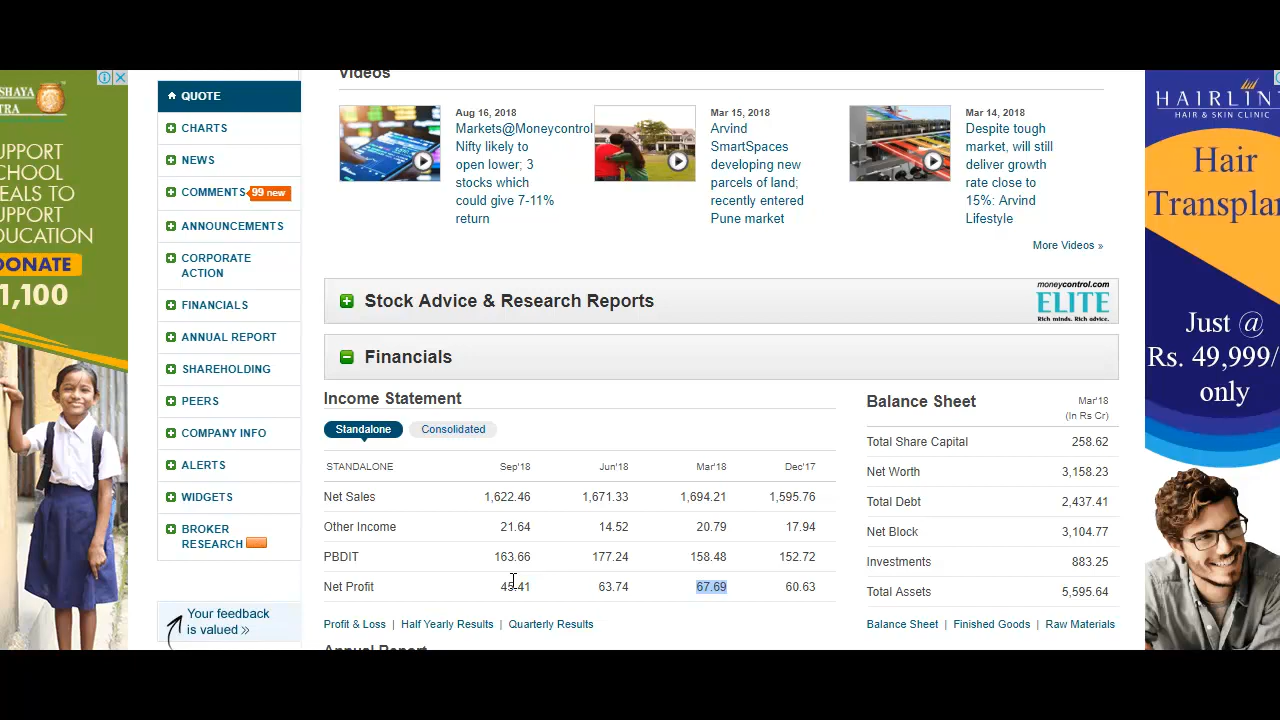 Videos
QUOTE
CHARTS
NEWS
COMMENTS 99 new
ANNOUNCEMENTS
CORPORATE
ACTION
FINANCIALS
ANNUAL REPORT
SHAREHOLDING
PEERS
COMPANY INFO
ALERTS
WIDGETS
BROKER
RESEARCH
Your feedback
is valued »
Aug 16, 2018
Markets@Moneycontrol
Nifty likely to
open lower; 3
stocks which
could give 7-11%
return
Mar 15, 2018
Arvind
SmartSpaces
developing new
parcels of land;
recently entered
Pune market
Mar 14, 2018
Despite tough
market, will still
deliver growth
rate close to
15%: Arvind
Lifestyle
More Videos »
Stock Advice & Research Reports
moneycontrol.com
ELITE
Rich minds. Rich advice.
Financials
Income Statement
Standalone Consolidated
STANDALONE Sep'18 Jun'18 Mar'18 Dec'17
Net Sales 1,622.46 1,671.33 1,694.21 1,595.76
Other Income 21.64 14.52 20.79 17.94
PBDIT 163.66 177.24 158.48 152.72
Net Profit 45.41 63.74 67.69 60.63
Profit & Loss | Half Yearly Results | Quarterly Results
Balance Sheet Mar'18
(In Rs Cr)
Total Share Capital 258.62
Net Worth 3,158.23
Total Debt 2,437.41
Net Block 3,104.77
Investments 883.25
Total Assets 5,595.64
Balance Sheet | Finished Goods | Raw Materials
Annual Report
SHAYA
TRA
UPPORT
SCHOOL
EALS TO
UPPORT
DUCATION
DONATE
1,100
HAIRLIN
HAIR & SKIN CLINIC
Hair
Transplan
Just @
Rs. 49,999/
only